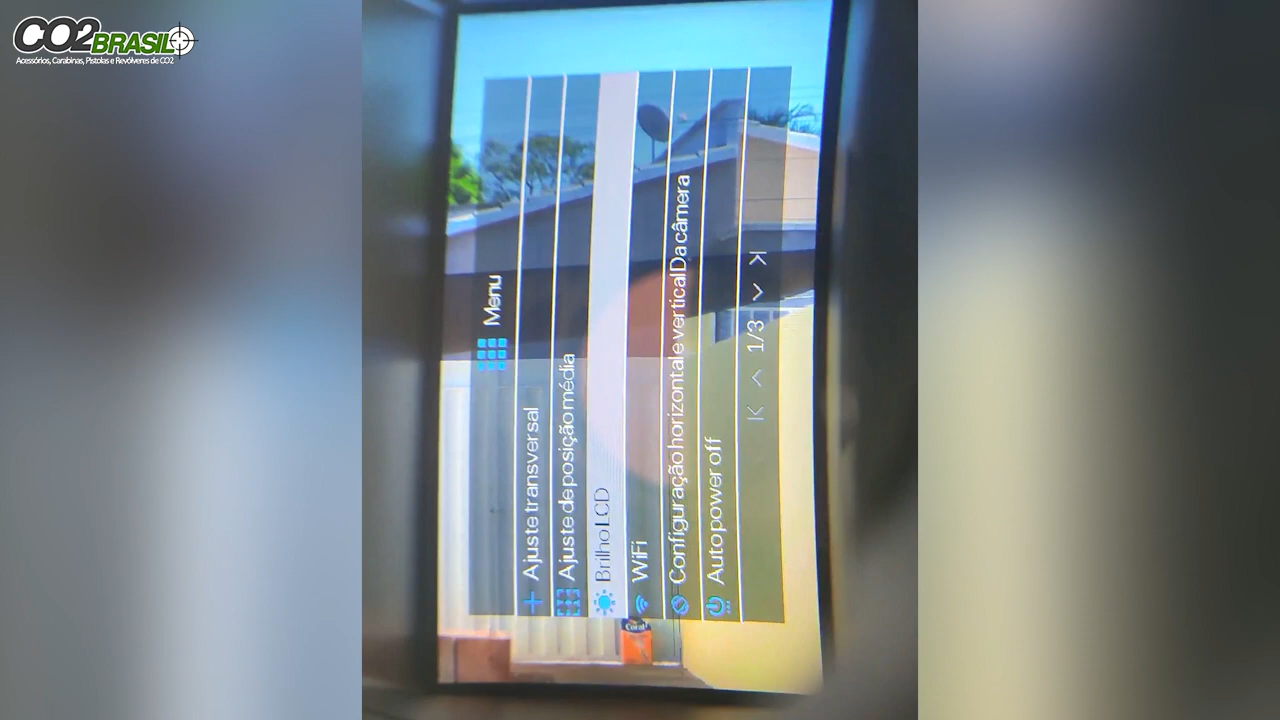 CO2BRASIL
Acessórios, Carabinas, Pistolas e Revólveres de CO2
Menu
Ajuste transversal
Ajuste de posição média
Brilho LCD
WiFi
Configuração horizontal e vertical Da câmera
Auto power off
1/3
Coral